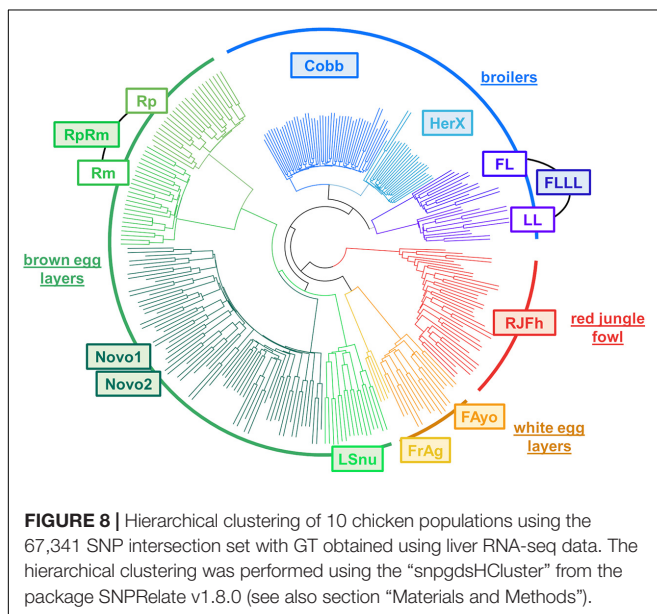 Cobb
broilers
Rp
HerX
RpRm
FL
Rm
FLLL
LL
brown egg
layers
RJFh
red jungle
fowl
Novo1
Novo2
FAyo
white egg
layers
FrAg
LSnu
FIGURE 8 | Hierarchical clustering of 10 chicken populations using the
67,341 SNP intersection set with GT obtained using liver RNA-seq data. The
hierarchical clustering was performed using the “snpgdsHCluster” from the
package SNPRelate v1.8.0 (see also section “Materials and Methods”).